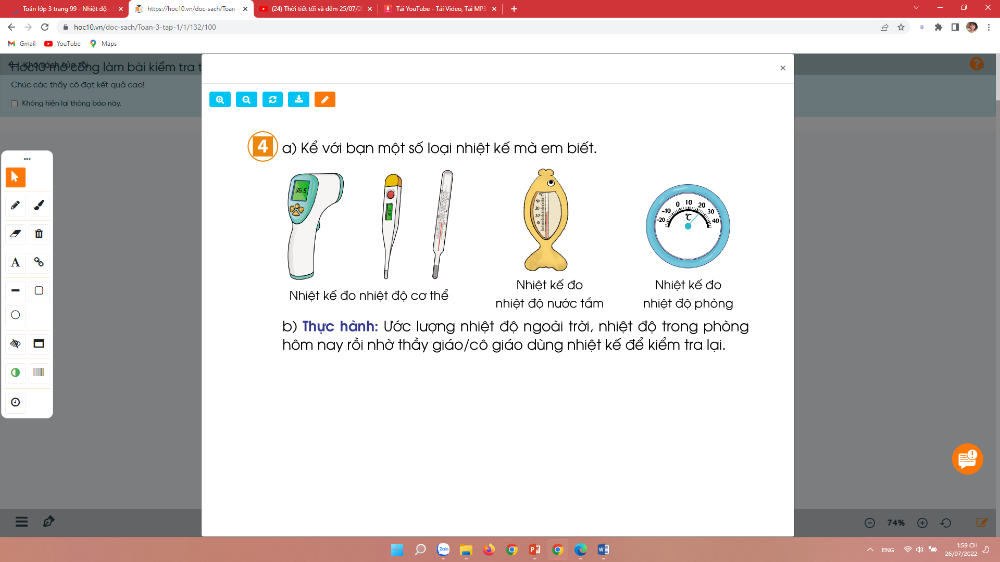 Toán lớp 3 trang 99 - Nhiệt độ -
https://hoc10.vn/doc-sach/Toan-
(24) Thời tiết tối và đêm 25/07/2
Tải YouTube - Tải Video, Tải MP3
hoc10.vn/doc-sach/Toan-3-tap-1/1/132/100
Gmail
YouTube
Maps
Kho sách của tôi
Hoc10 mở cổng làm bài kiểm tra t
Chúc các thầy cô đạt kết quả cao!
Không hiện lại thông báo này.
4 a) Kể với bạn một số loại nhiệt kế mà em biết.
36.5
36.5
°C
40
30
20
10
-20 -10 0 10 20 30 40
°C
Nhiệt kế đo nhiệt độ cơ thể
Nhiệt kế đo
nhiệt độ nước tắm
Nhiệt kế đo
nhiệt độ phòng
b) Thực hành: Ước lượng nhiệt độ ngoài trời, nhiệt độ trong phòng
hôm nay rồi nhờ thầy giáo/cô giáo dùng nhiệt kế để kiểm tra lại.
A
74%
Zalo
ENG
1:59 CH
26/07/2022